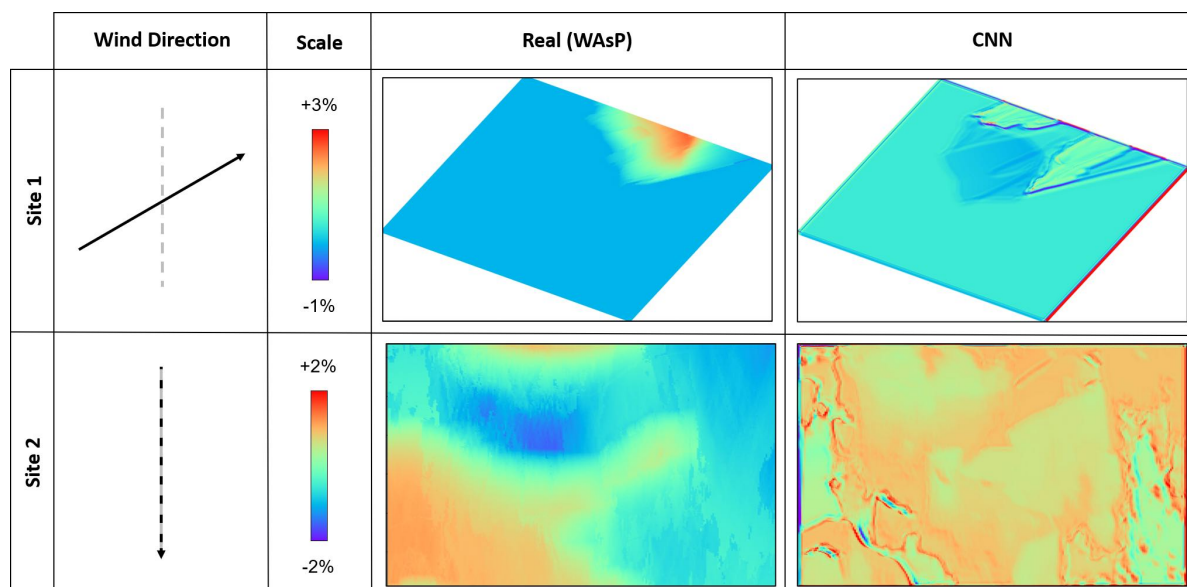 Wind Direction
Scale
Real (WAsP)
CNN
Site 1
+3%
-1%
Site 2
+2%
-2%